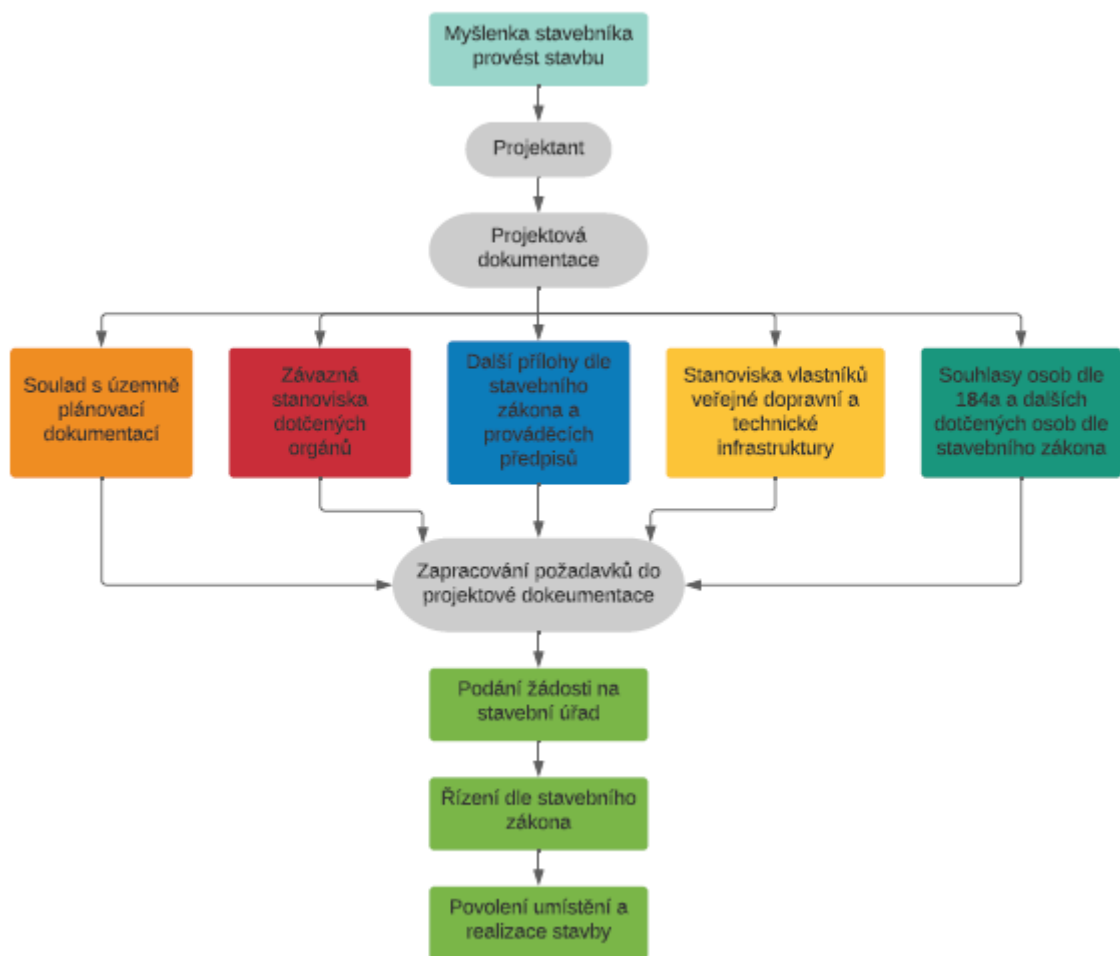 Myšlenka stavebníka
provést stavbu
Projektant
Projektová
dokumentace
Soulad s územně
plánovací
dokumentací
Závazná
stanoviska
dotčených
orgánů
Další přílohy dle
stavebního
zákona a
prováděcích
předpisů
Stanoviska vlastníků
veřejné dopravní a
technické
infrastruktury
Souhlasy osob dle
184a a dalších
dotčených osob dle
stavebního zákona
Zapracování požadavků do
projektové dokeumentace
Podání žádosti na
stavební úřad
Řízení dle stavebního
zákona
Povolení umístění a
realizace stavby